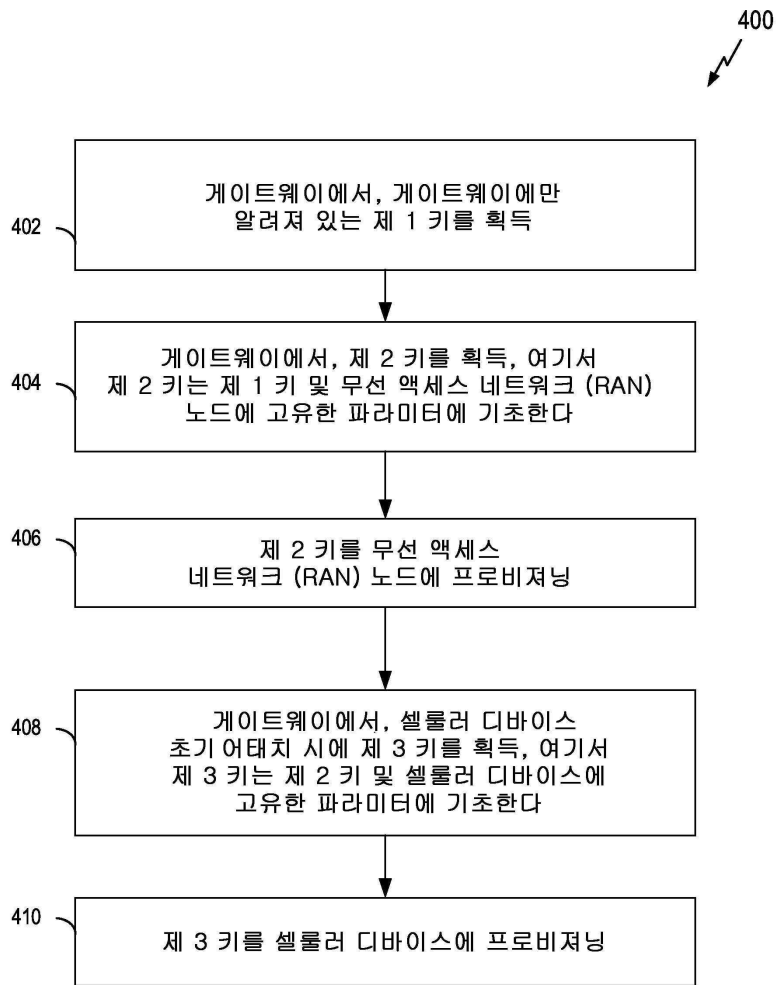 400
402
게이트웨이에서, 게이트웨이에만
알려져 있는 제 1 키를 획득
404
게이트웨이에서, 제 2 키를 획득, 여기서
제 2 키는 제 1 키 및 무선 액세스 네트워크 (RAN)
노드에 고유한 파라미터에 기초한다
406
제 2 키를 무선 액세스
네트워크 (RAN) 노드에 프로비져닝
408
게이트웨이에서, 셀룰러 디바이스
초기 어태치 시에 제 3 키를 획득, 여기서
제 3 키는 제 2 키 및 셀룰러 디바이스에
고유한 파라미터에 기초한다
410
제 3 키를 셀룰러 디바이스에 프로비져닝